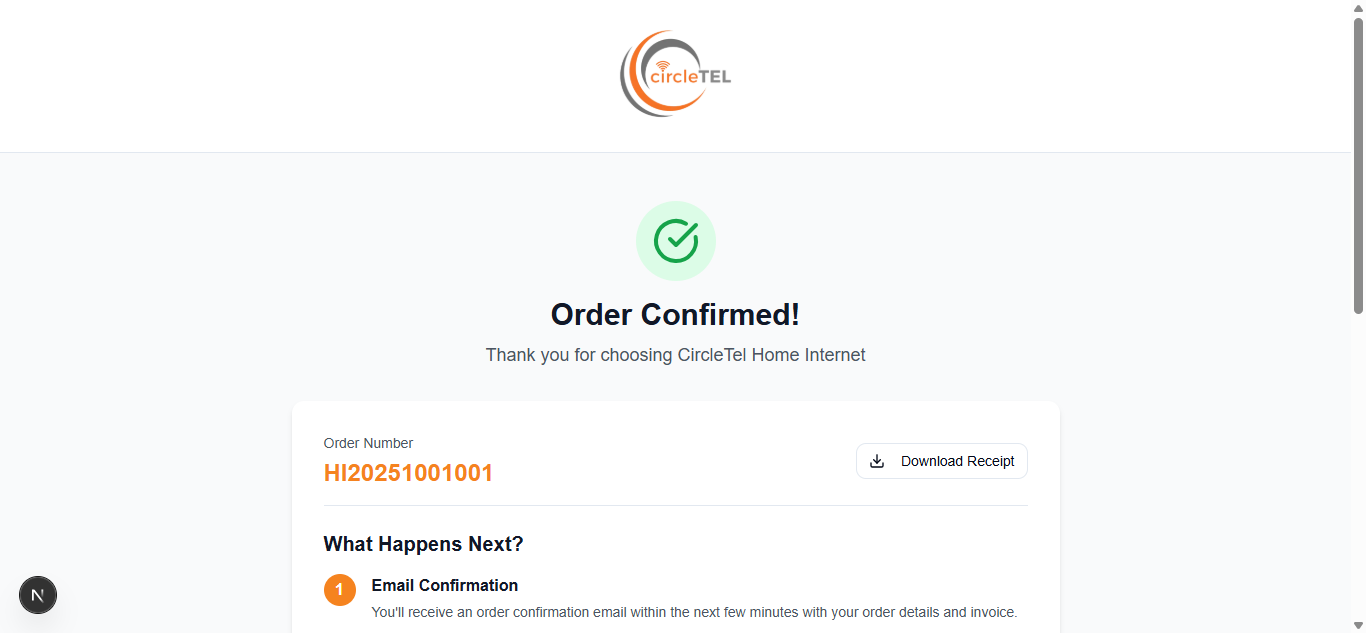 circleTEL
Order Confirmed!
Thank you for choosing CircleTel Home Internet
Order Number
HI20251001001
Download Receipt
What Happens Next?
1
Email Confirmation
You'll receive an order confirmation email within the next few minutes with your order details and invoice.
N